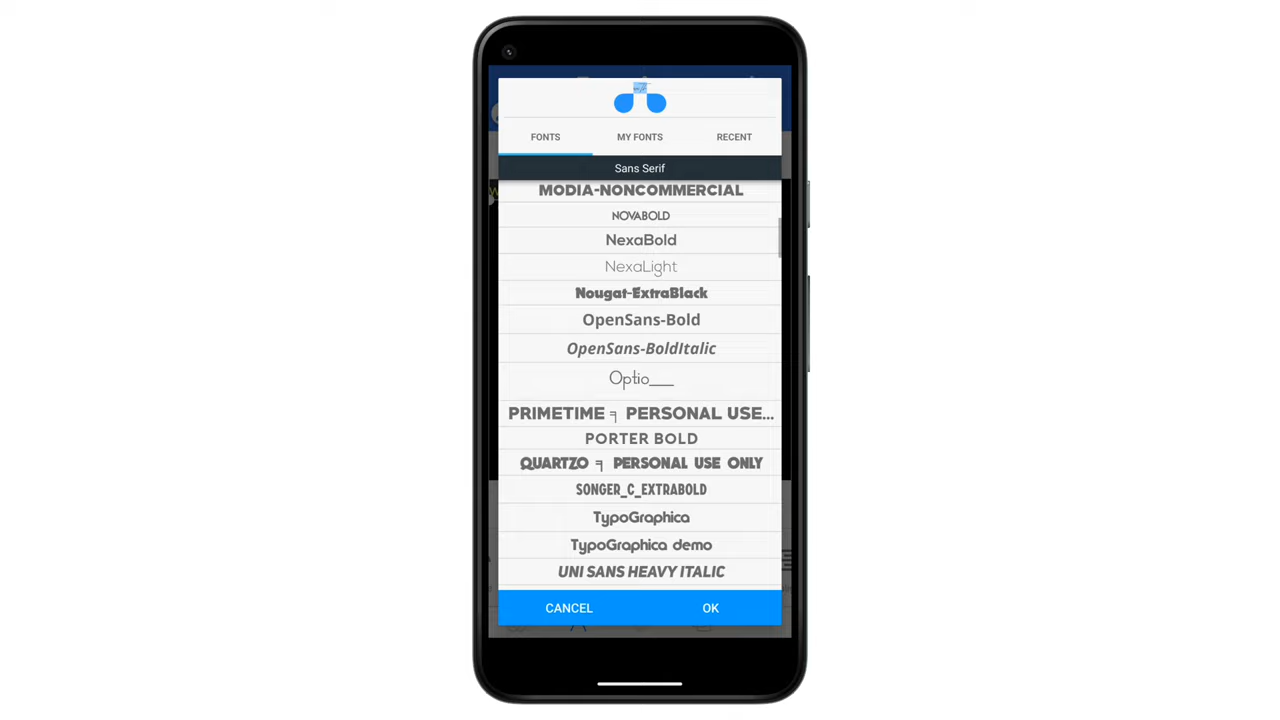 FONTS MY FONTS RECENT
Sans Serif
MODIA-NONCOMMERCIAL
NOVABOLD
NexaBold
NexaLight
Nougat-ExtraBlack
OpenSans-Bold
OpenSans-BoldItalic
Optio___
PRIMETIME PERSONAL USE...
PORTER BOLD
QUARTZO PERSONAL USE ONLY
SONGER_C_EXTRABOLD
TypoGraphica
TypoGraphica demo
UNI SANS HEAVY ITALIC
CANCEL OK